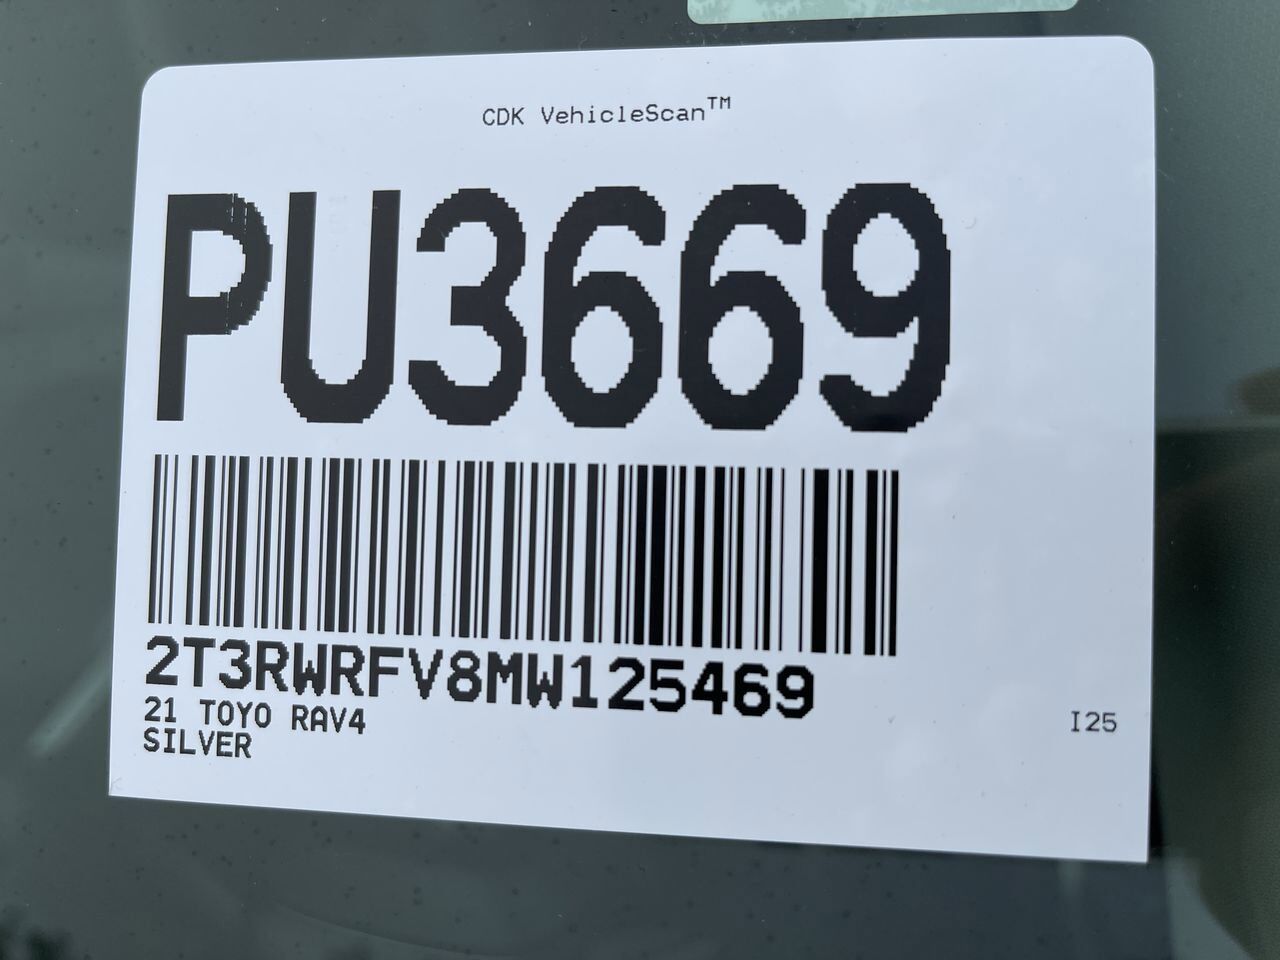 CDK VehicleScan™
PU3669
2T3RWRFV8MW125469
21 TOYO RAV4
SILVER
I25